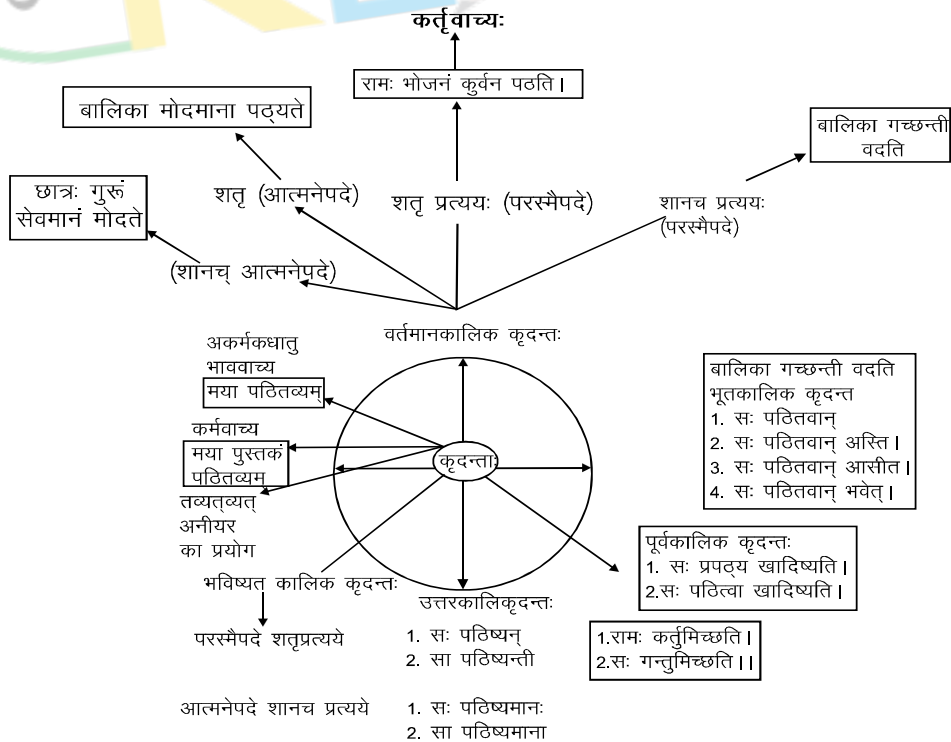 कर्तृवाच्यः
रामः भोजनं कुर्वन पठति।
बालिका मोदमाना पठ्यते
बालिका गच्छन्ती
वदति
छात्रः गुरूं
सेवमानं मोदते
शतृ (आत्मनेपदे)
शतृ प्रत्ययः (परस्मैपदे)
शानच प्रत्ययः
(परस्मैपदे)
(शानच् आत्मनेपदे)
वर्तमानकालिक कृदन्तः
अकर्मकधातु
भाववाच्य
मया पठितव्यम्
कर्मवाच्य
मया पुस्तकं
पठितव्यम्
तव्यत्व्यत्
अनीयर
का प्रयोग
कृदन्ताः
बालिका गच्छन्ती वदति
भूतकालिक कृदन्त
1. सः पठितवान्
2. सः पठितवान् अस्ति।
3. सः पठितवान् आसीत।
4. सः पठितवान् भवेत्।
पूर्वकालिक कृदन्तः
1. सः प्रपठ्य खादिष्यति।
2.सः पठित्वा खादिष्यति।
भविष्यत कालिक कृदन्तः
उत्तरकालिकृदन्तः
परस्मैपदे शतृप्रत्यये
1. सः पठिष्यन्
2. सा पठिष्यन्ती
1.रामः कर्तुमिच्छति।
2.सः गन्तुमिच्छति।।
आत्मनेपदे शानच प्रत्यये
1. सः पठिष्यमानः
2. सा पठिष्यमाना